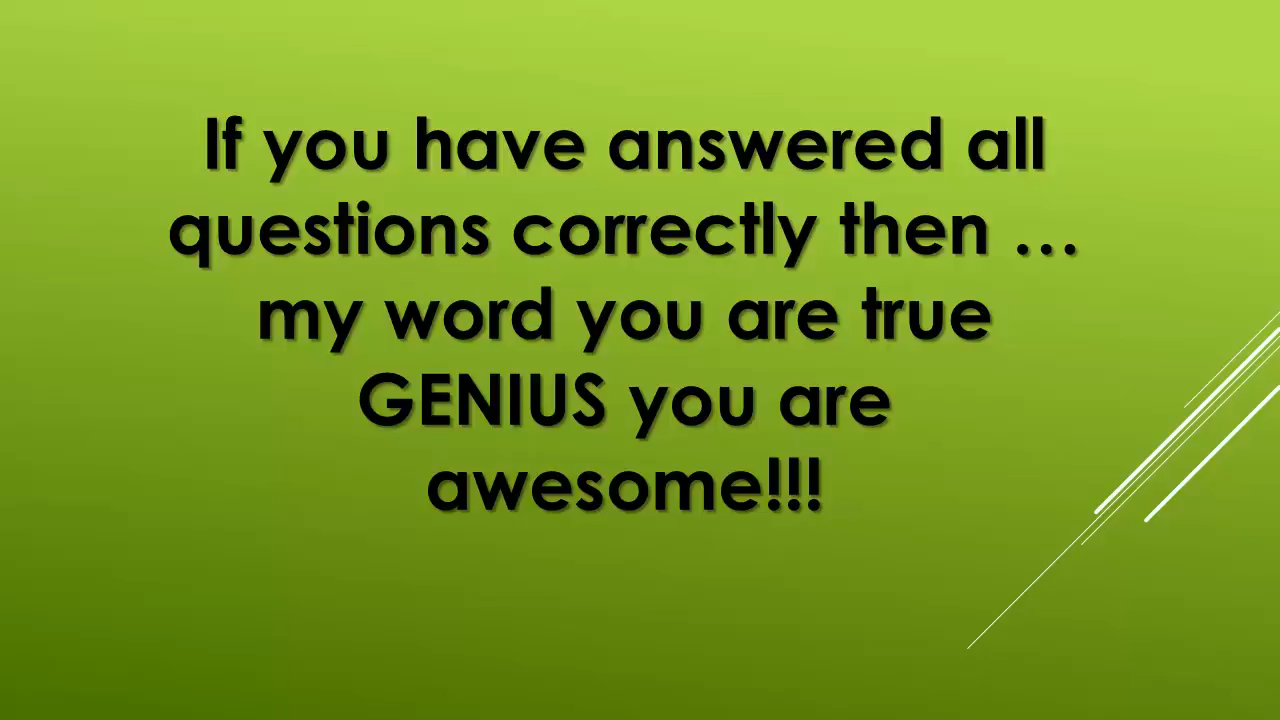 If you have answered all
questions correctly then …
my word you are true
GENIUS you are
awesome!!!